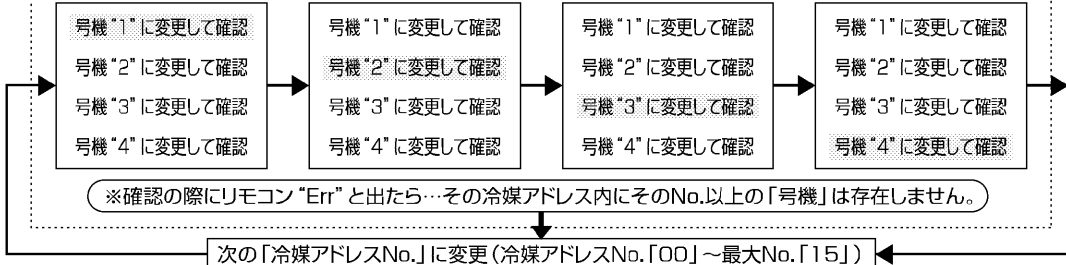 号機“1”に変更して確認
号機“2”に変更して確認
号機“3”に変更して確認
号機“4”に変更して確認
号機“1”に変更して確認
号機“2”に変更して確認
号機“3”に変更して確認
号機“4”に変更して確認
号機“1”に変更して確認
号機“2”に変更して確認
号機“3”に変更して確認
号機“4”に変更して確認
号機“1”に変更して確認
号機“2”に変更して確認
号機“3”に変更して確認
号機“4”に変更して確認
※確認の際にリモコン“Err”と出たら…その冷媒アドレス内にそのNo.以上の「号機」は存在しません。
次の「冷媒アドレスNo.」に変更（冷媒アドレスNo.「00」～最大No.「15」）